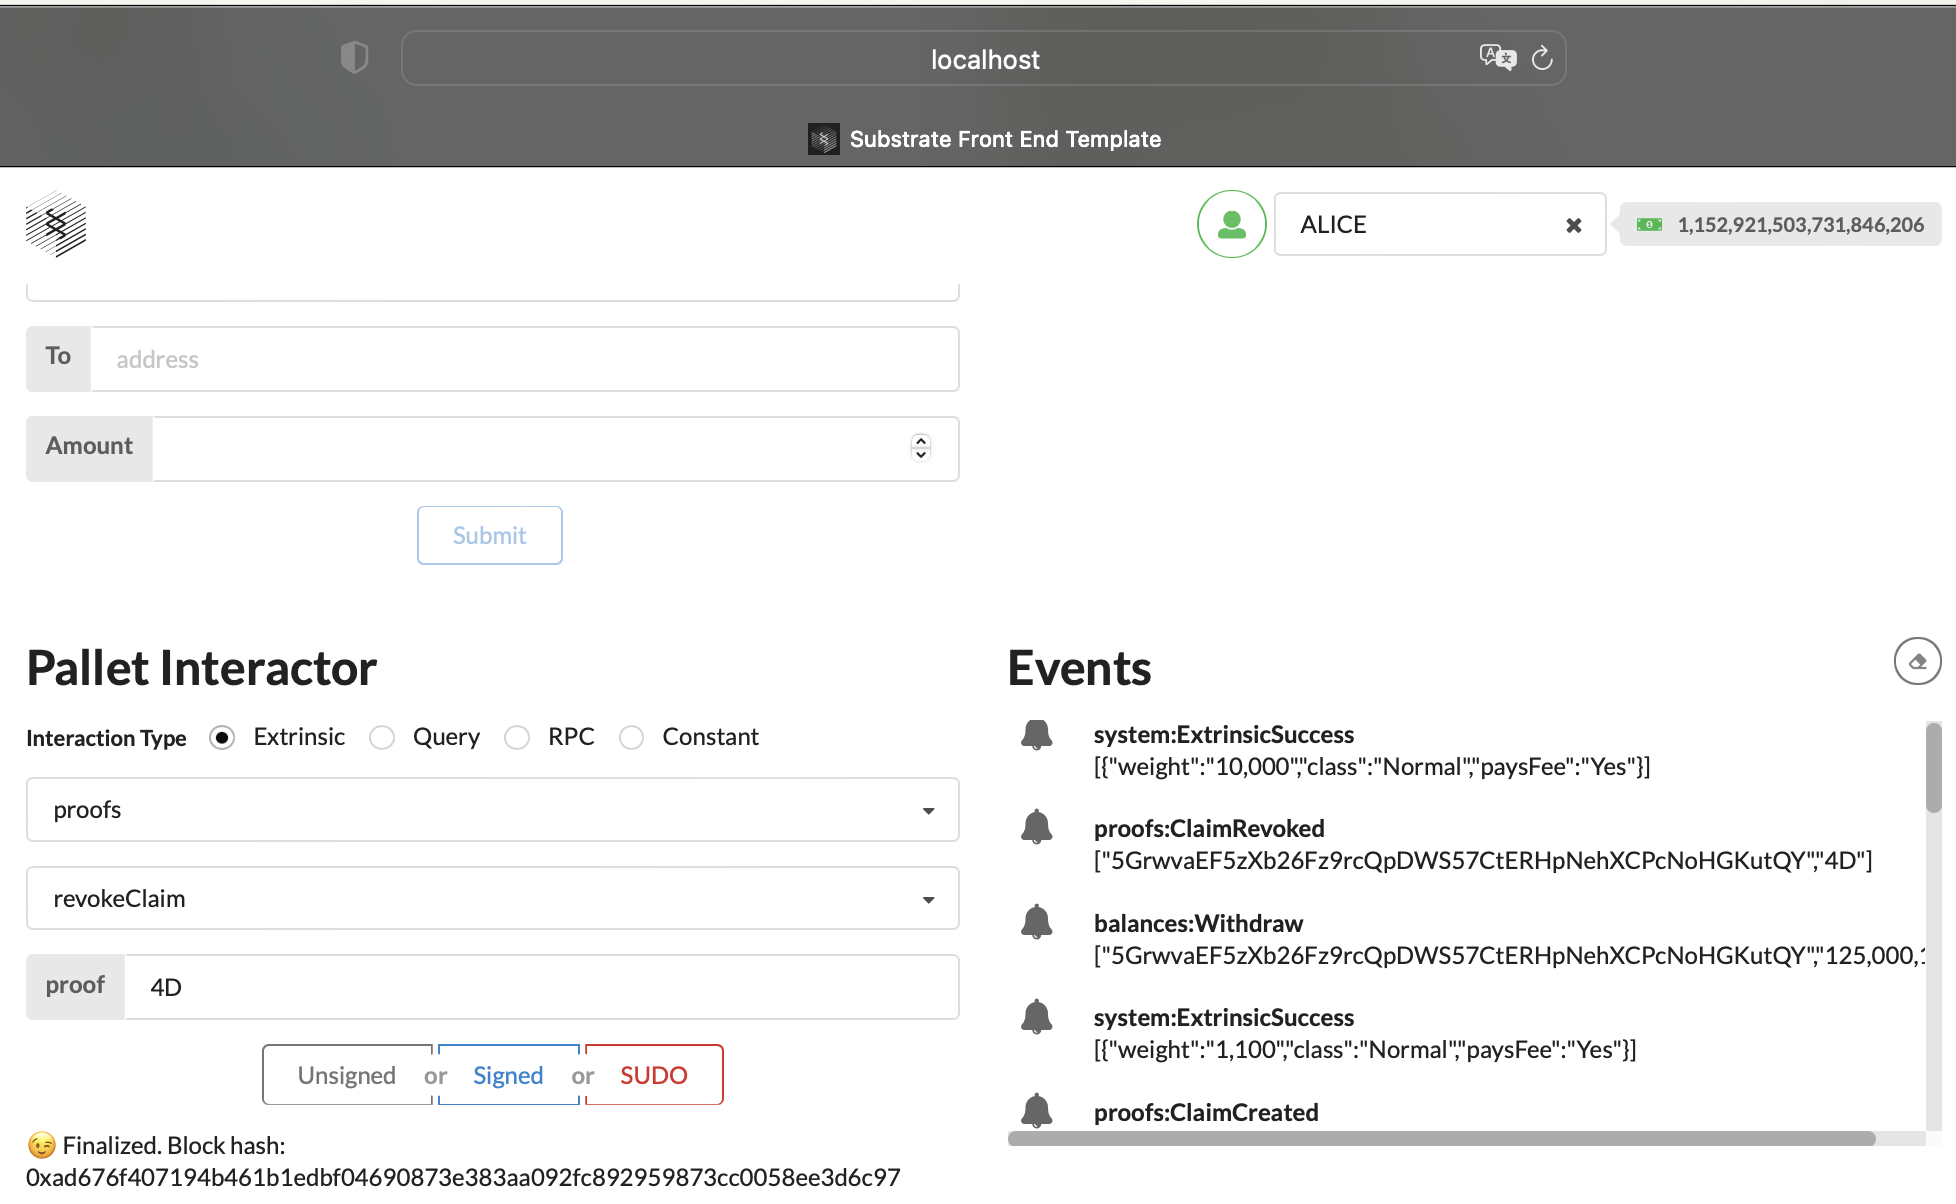 localhost
Substrate Front End Template
ALICE
1,152,921,503,731,846,206
To
address
Amount
Submit
Pallet Interactor
Interaction Type
Extrinsic
Query
RPC
Constant
proofs
revokeClaim
proof
4D
Unsigned or Signed or SUDO
😉 Finalized. Block hash:
0xad676f407194b461b1edbf04690873e383aa092fc892959873cc0058ee3d6c97
Events
system:ExtrinsicSuccess
[{"weight":"10,000","class":"Normal","paysFee":"Yes"}]
proofs:ClaimRevoked
["5GrwvaEF5zXb26Fz9rcQpDWS57CtERHpNehXCPcNoHGKutQY","4D"]
balances:Withdraw
["5GrwvaEF5zXb26Fz9rcQpDWS57CtERHpNehXCPcNoHGKutQY","125,000,1
system:ExtrinsicSuccess
[{"weight":"1,100","class":"Normal","paysFee":"Yes"}]
proofs:ClaimCreated